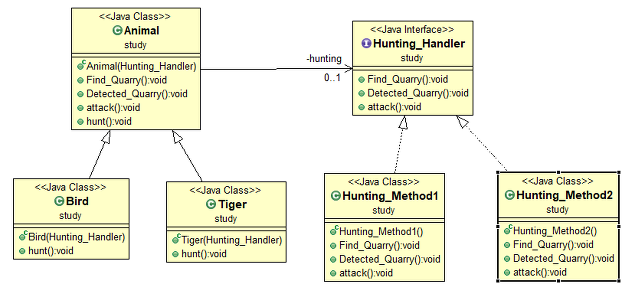 <<Java Class>>
Animal
study
Animal(Hunting_Handler)
Find_Quarry():void
Detected_Quarry():void
attack():void
hunt():void
-hunting
0..1
<<Java Interface>>
Hunting_Handler
study
Find_Quarry():void
Detected_Quarry():void
attack():void
<<Java Class>>
Bird
study
Bird(Hunting_Handler)
hunt():void
<<Java Class>>
Tiger
study
Tiger(Hunting_Handler)
hunt():void
<<Java Class>>
Hunting_Method1
study
Hunting_Method1()
Find_Quarry():void
Detected_Quarry():void
attack():void
<<Java Class>>
Hunting_Method2
study
Hunting_Method2()
Find_Quarry():void
Detected_Quarry():void
attack():void